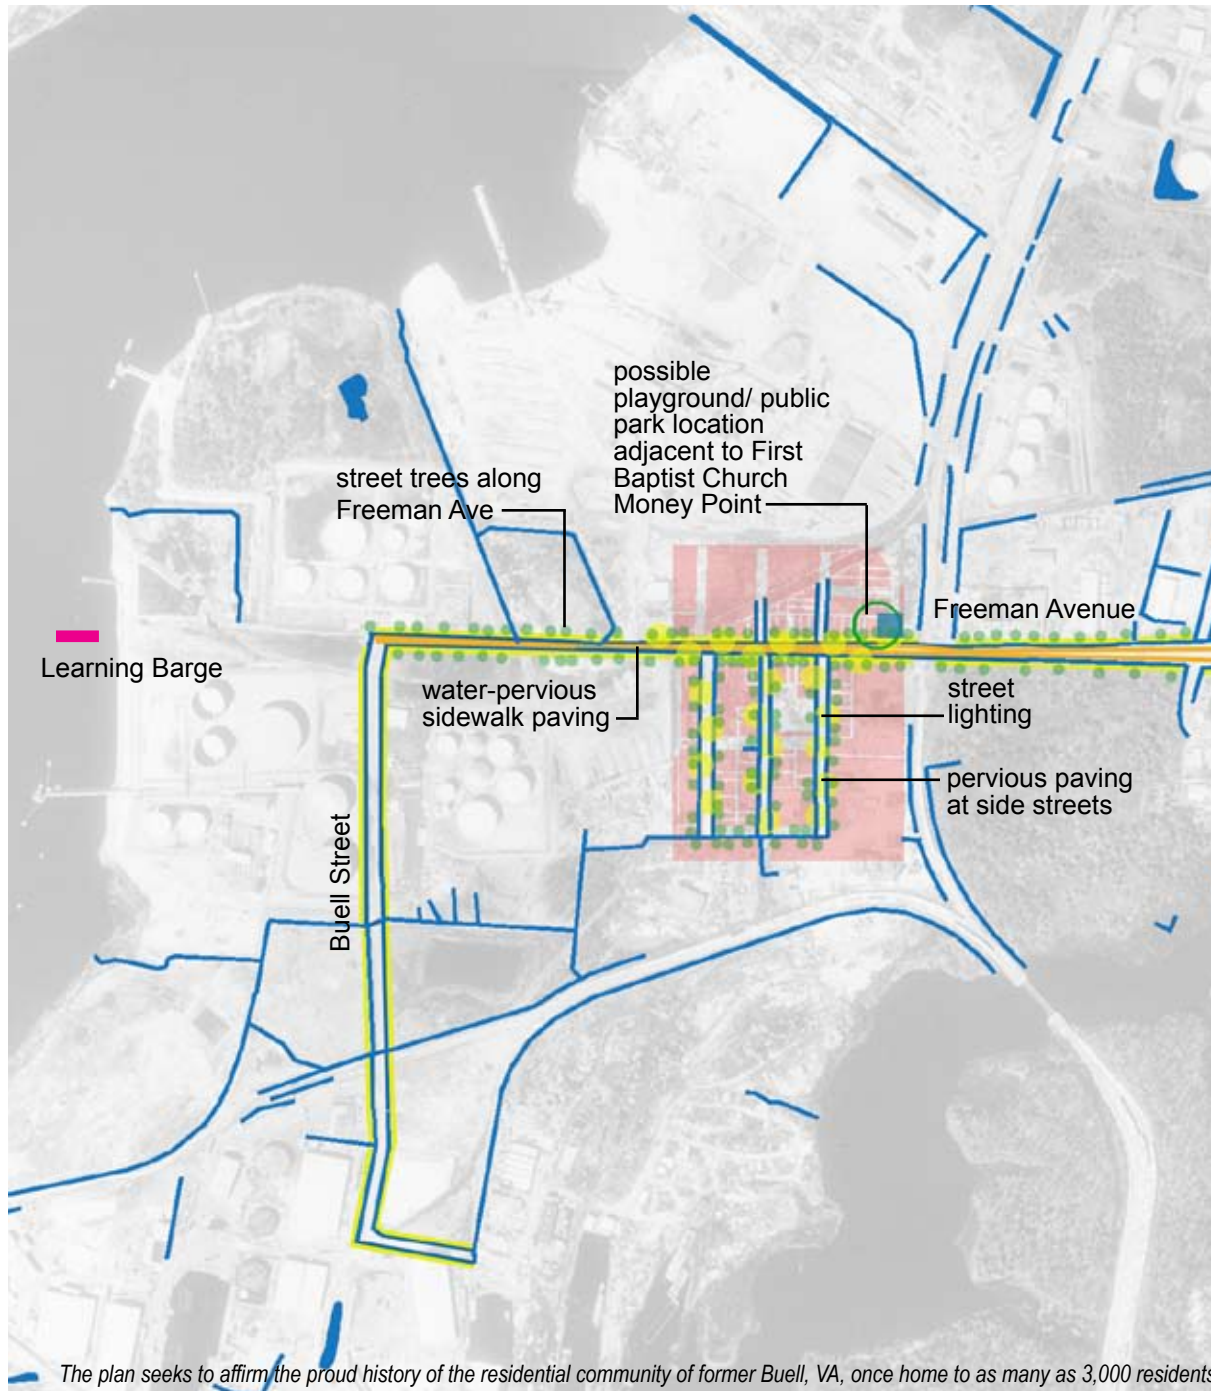 possible
playground/ public
park location
adjacent to First
Baptist Church
Money Point
street trees along
Freeman Ave
Freeman Avenue
Learning Barge
water-pervious
sidewalk paving
street
lighting
pervious paving
at side streets
Buell Street
The plan seeks to affirm the proud history of the residential community of former Buell, VA, once home to as many as 3,000 residents